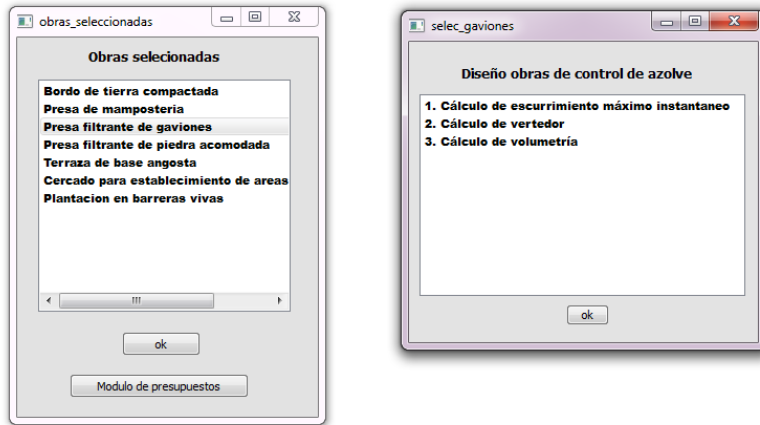 obras_seleccionadas
Obras selecionadas
Bordo de tierra compactada
Presa de mamposteria
Presa filtrante de gaviones
Presa filtrante de piedra acomodada
Terraza de base angosta
Cercado para establecimiento de areas
Plantacion en barreras vivas
ok
Modulo de presupuestos
selec_gaviones
Diseño obras de control de azolve
1. Cálculo de escurrimiento máximo instantaneo
2. Cálculo de vertedor
3. Cálculo de volumetría
ok